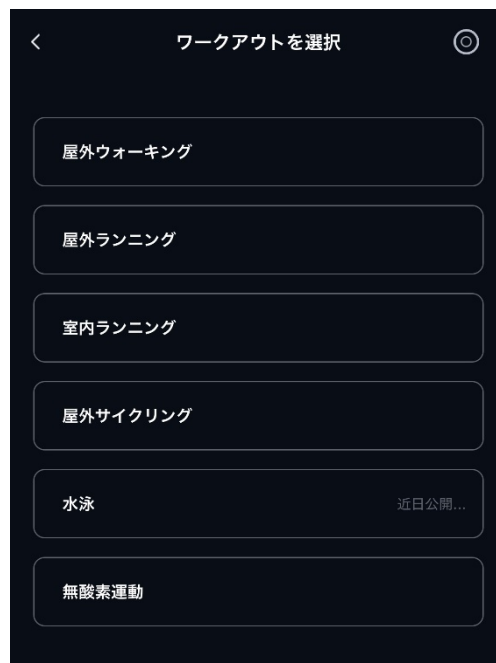 ワークアウトを選択
屋外ウォーキング
屋外ランニング
室内ランニング
屋外サイクリング
水泳 近日公開...
無酸素運動